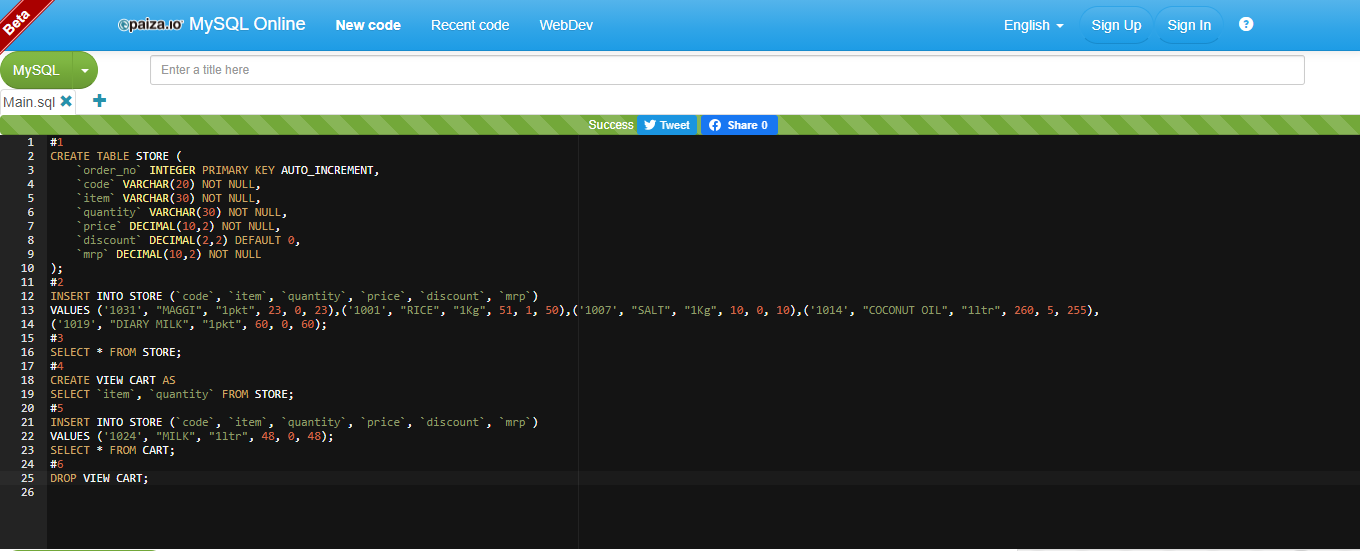 Beta
paiza.IO MySQL Online New code Recent code WebDev English Sign Up Sign In ?
MySQL Enter a title here
Main.sql
Success Tweet Share 0
1 #1
2 CREATE TABLE STORE (
3 `order_no` INTEGER PRIMARY KEY AUTO_INCREMENT,
4 `code` VARCHAR(20) NOT NULL,
5 `item` VARCHAR(30) NOT NULL,
6 `quantity` VARCHAR(30) NOT NULL,
7 `price` DECIMAL(10,2) NOT NULL,
8 `discount` DECIMAL(2,2) DEFAULT 0,
9 `mrp` DECIMAL(10,2) NOT NULL
10 );
11 #2
12 INSERT INTO STORE (`code`, `item`, `quantity`, `price`, `discount`, `mrp`)
13 VALUES ('1031', "MAGGI", "1pkt", 23, 0, 23),('1001', "RICE", "1Kg", 51, 1, 50),('1007', "SALT", "1Kg", 10, 0, 10),('1014', "COCONUT OIL", "1ltr", 260, 5, 255),
14 ('1019', "DIARY MILK", "1pkt", 60, 0, 60);
15 #3
16 SELECT * FROM STORE;
17 #4
18 CREATE VIEW CART AS
19 SELECT `item`, `quantity` FROM STORE;
20 #5
21 INSERT INTO STORE (`code`, `item`, `quantity`, `price`, `discount`, `mrp`)
22 VALUES ('1024', "MILK", "1ltr", 48, 0, 48);
23 SELECT * FROM CART;
24 #6
25 DROP VIEW CART;
26